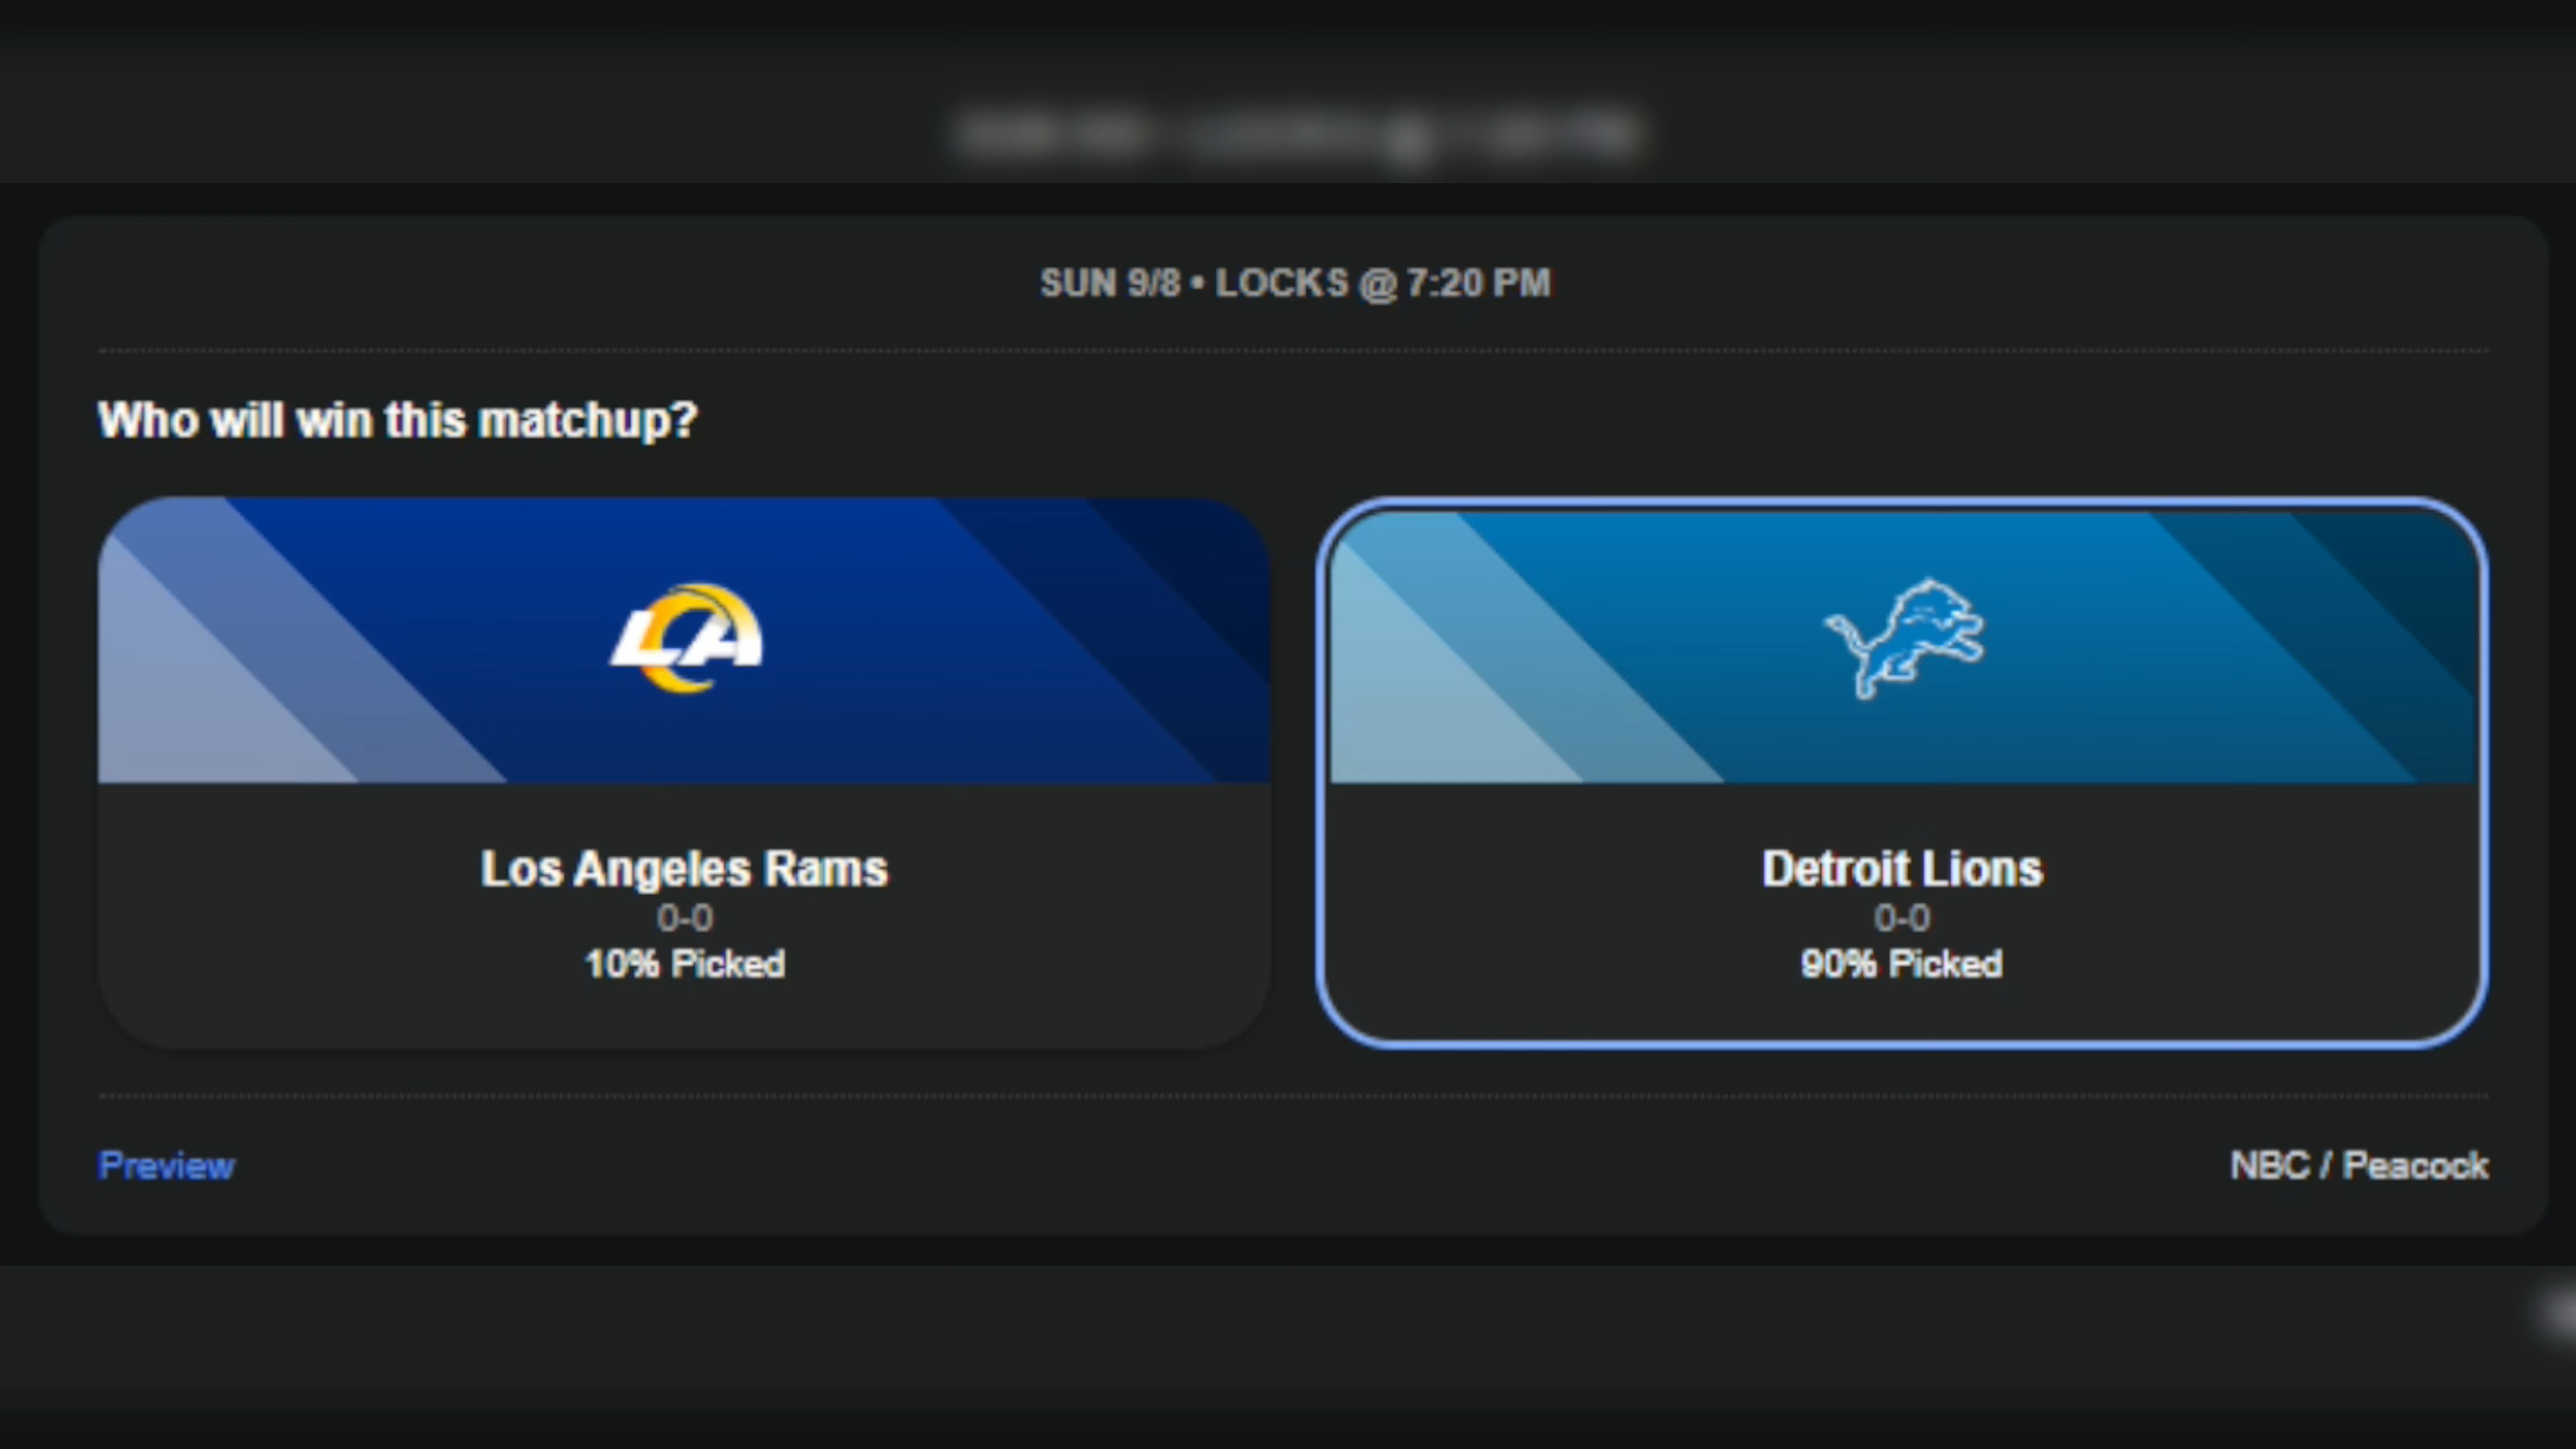 SUN 9/8 • LOCKS @ 7:20 PM
Who will win this matchup?
LA
Los Angeles Rams
0-0
10% Picked
Detroit Lions
0-0
90% Picked
Preview
NBC / Peacock